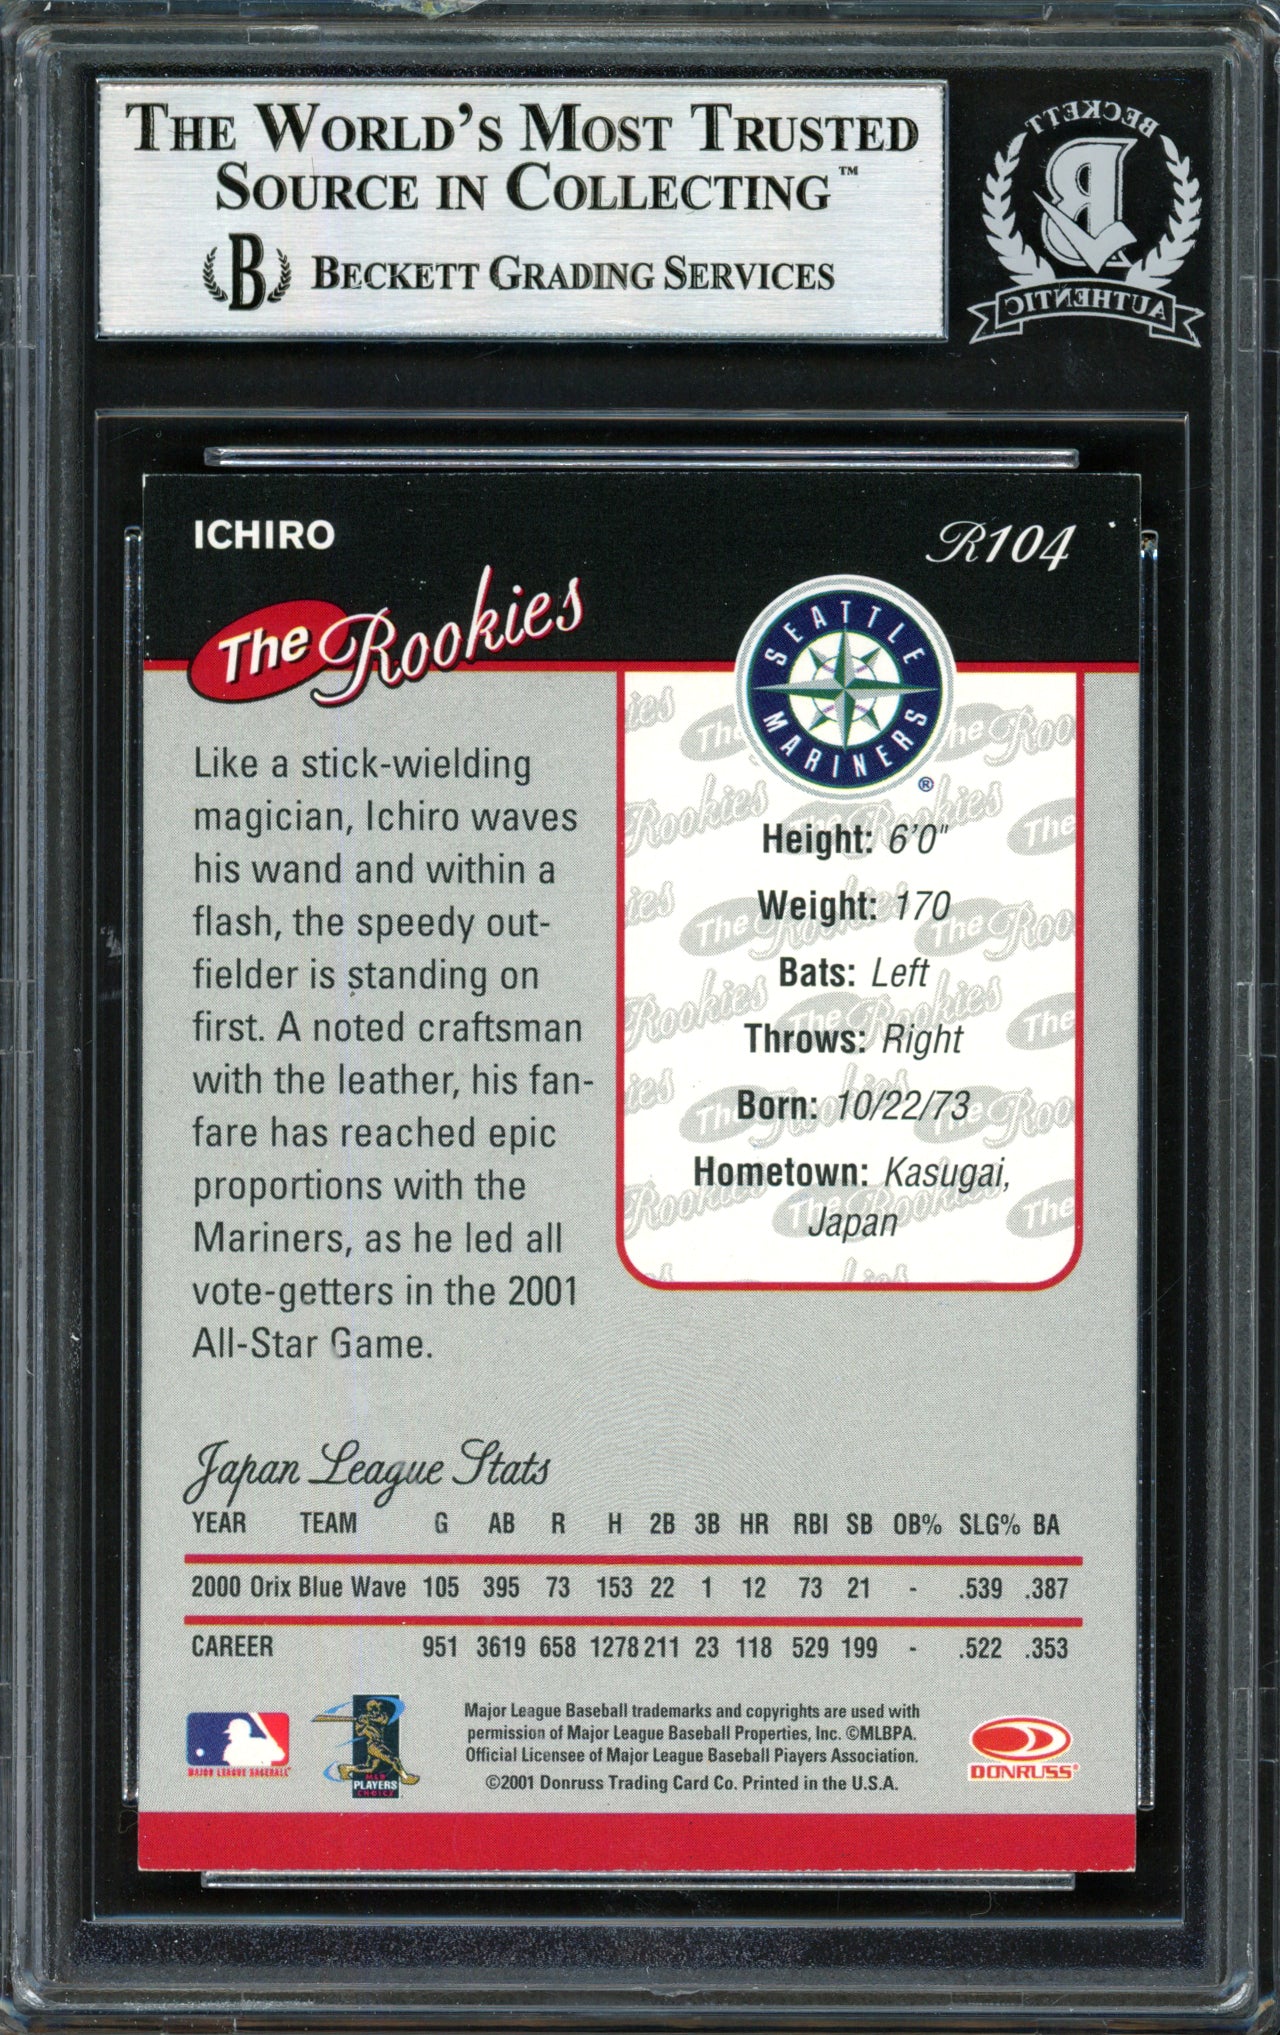 THE WORLD'S MOST TRUSTED
SOURCE IN COLLECTING™
B BECKETT GRADING SERVICES
BECKETT
B
AUTHENTIC
ICHIRO
R104
The Rookies
SEATTLE
MARINERS
®
Like a stick-wielding
magician, Ichiro waves
his wand and within a
flash, the speedy out-
fielder is standing on
first. A noted craftsman
with the leather, his fan-
fare has reached epic
proportions with the
Mariners, as he led all
vote-getters in the 2001
All-Star Game.
Height: 6'0"
Weight: 170
Bats: Left
Throws: Right
Born: 10/22/73
Hometown: Kasugai,
Japan
Japan League Stats
YEAR TEAM G AB R H 2B 3B HR RBI SB OB% SLG% BA
2000 Orix Blue Wave 105 395 73 153 22 1 12 73 21 - .539 .387
CAREER 951 3619 658 1278 211 23 118 529 199 - .522 .353
MAJOR LEAGUE BASEBALL
MLB
PLAYERS
CHOICE
Major League Baseball trademarks and copyrights are used with
permission of Major League Baseball Properties, Inc. ©MLBPA.
Official Licensee of Major League Baseball Players Association.
©2001 Donruss Trading Card Co. Printed in the U.S.A.
DONRUSS®